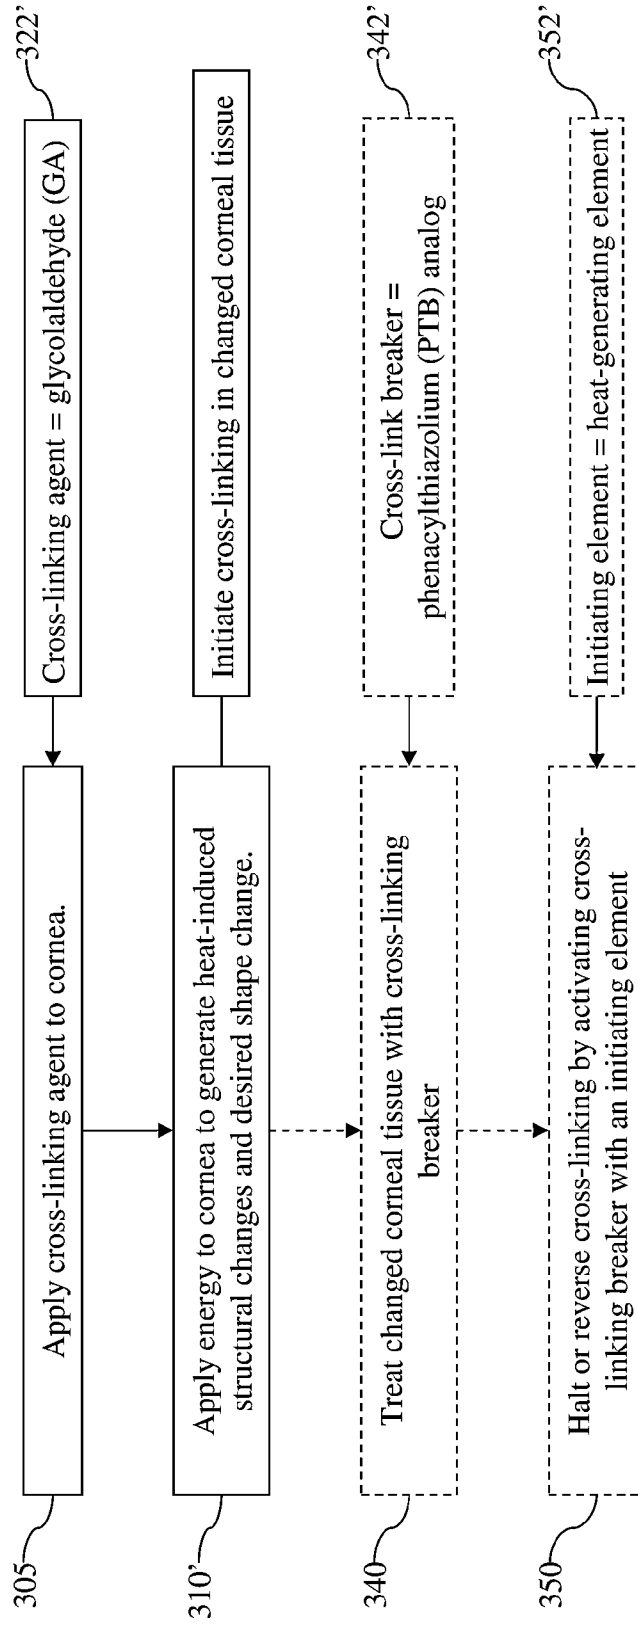 305
Apply cross-linking agent to cornea.
Cross-linking agent = glycolaldehyde (GA)
322'
310'
Apply energy to cornea to generate heat-induced
structural changes and desired shape change.
Initiate cross-linking in changed corneal tissue
340
Treat changed corneal tissue with cross-linking
breaker
Cross-link breaker =
phenacylthiazolium (PTB) analog
342'
350
Halt or reverse cross-linking by activating cross-
linking breaker with an initiating element
Initiating element = heat-generating element
352'